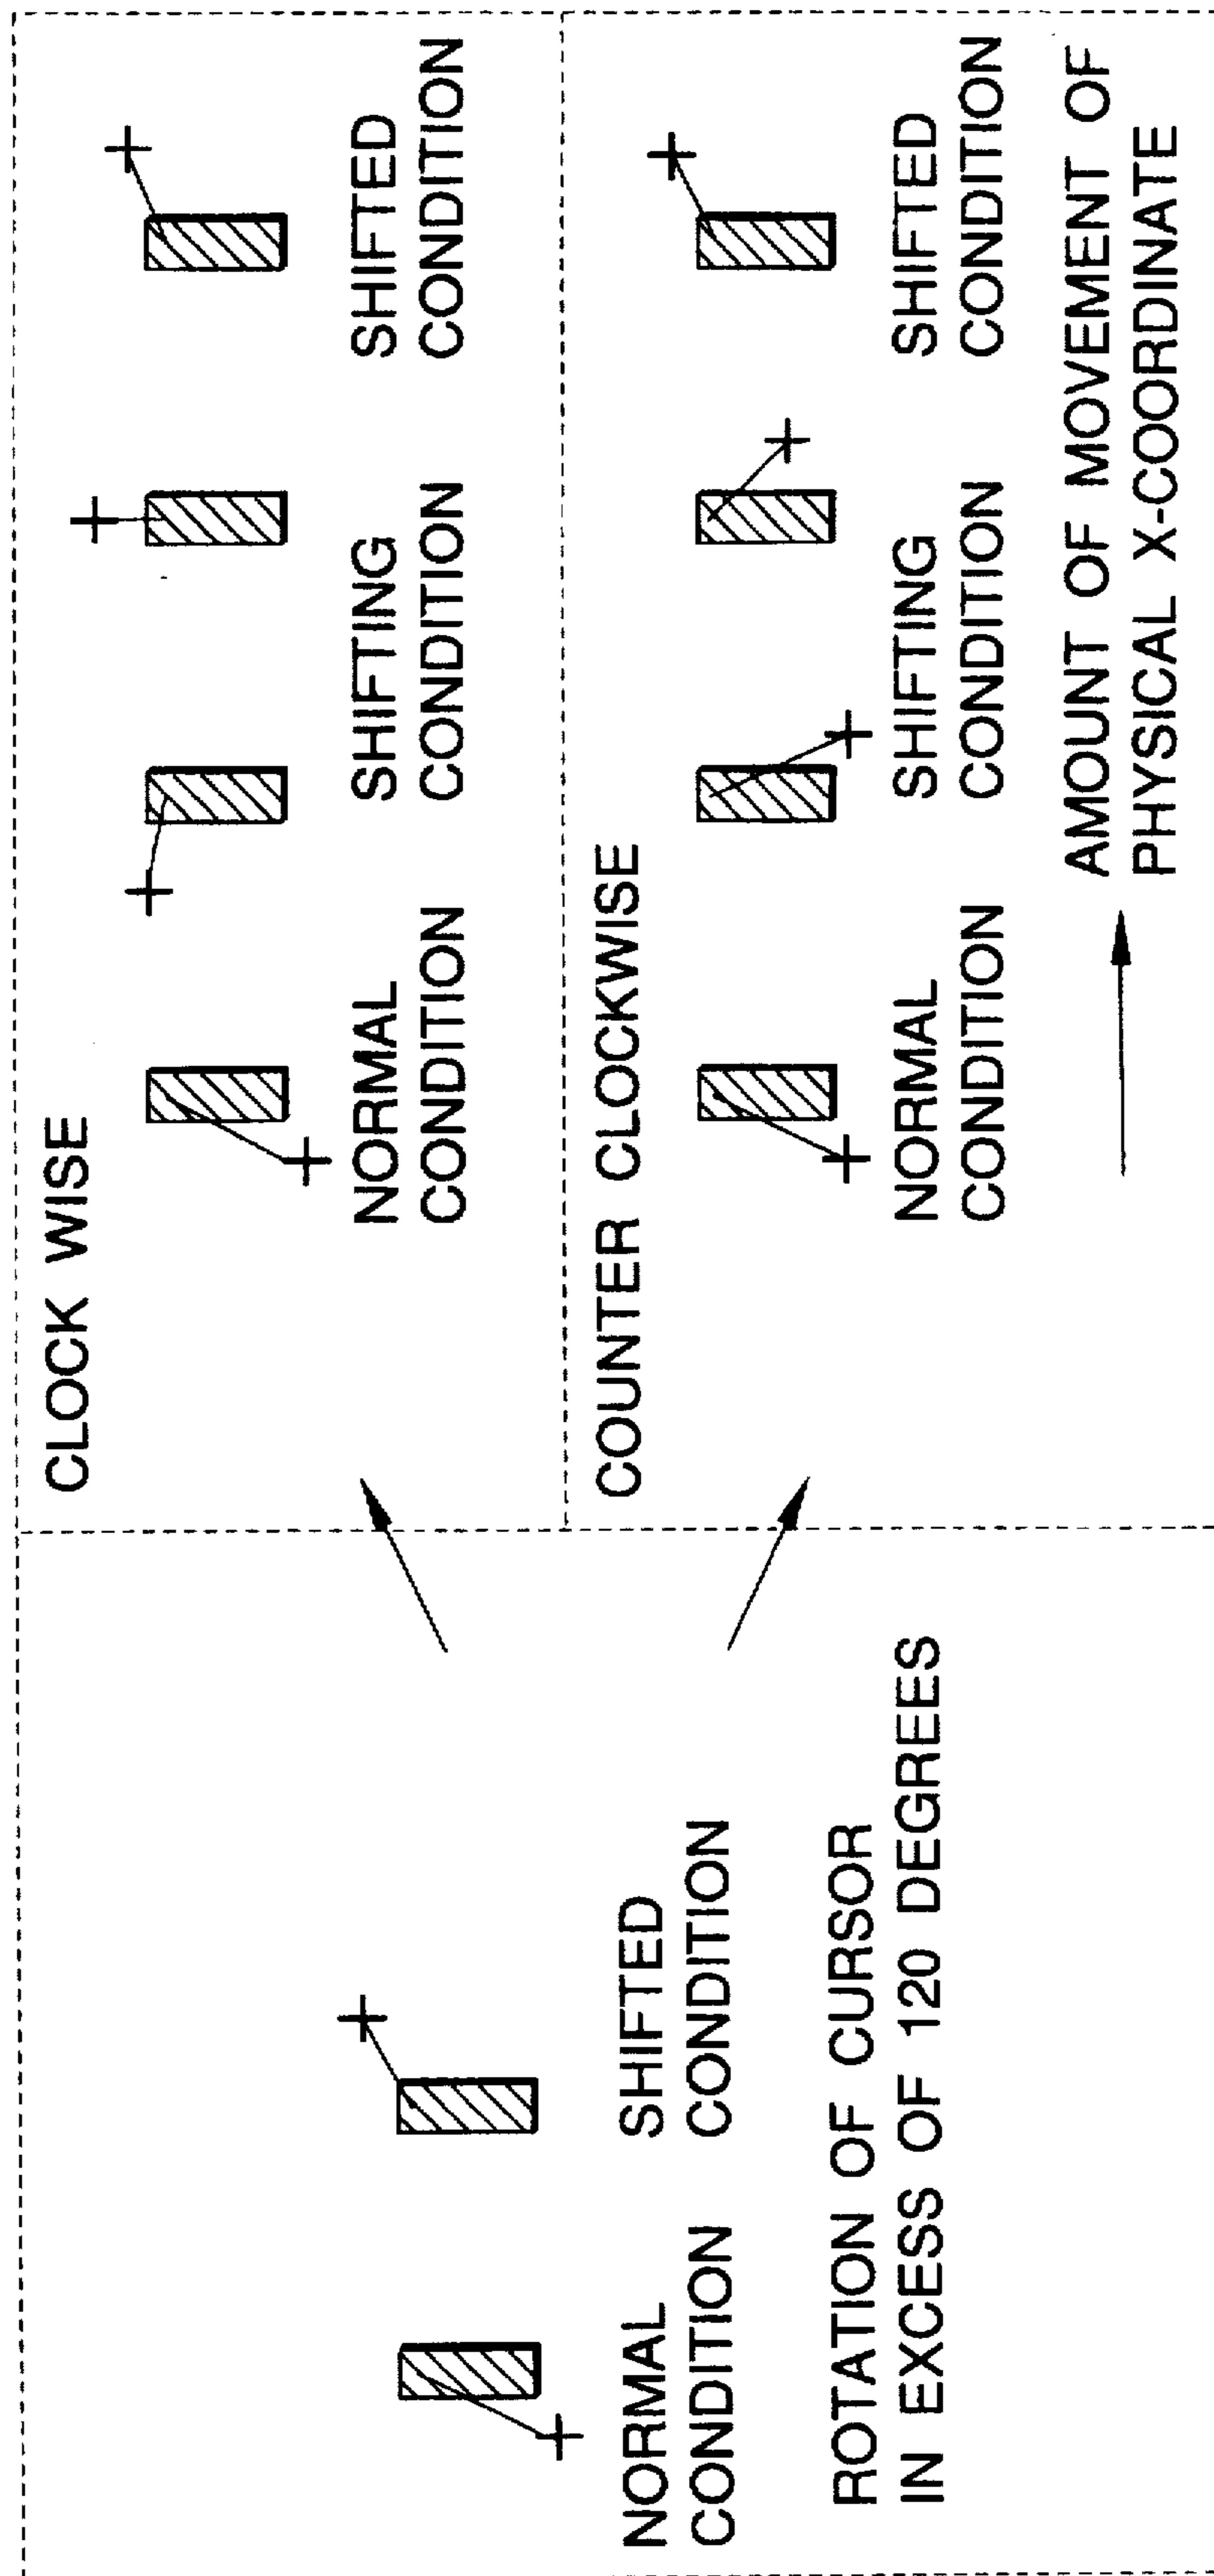 NORMAL
CONDITION
SHIFTED
CONDITION
ROTATION OF CURSOR
IN EXCESS OF 120 DEGREES
CLOCK WISE
NORMAL
CONDITION
SHIFTING
CONDITION
SHIFTED
CONDITION
COUNTER CLOCKWISE
NORMAL
CONDITION
SHIFTING
CONDITION
SHIFTED
CONDITION
AMOUNT OF MOVEMENT OF
PHYSICAL X-COORDINATE